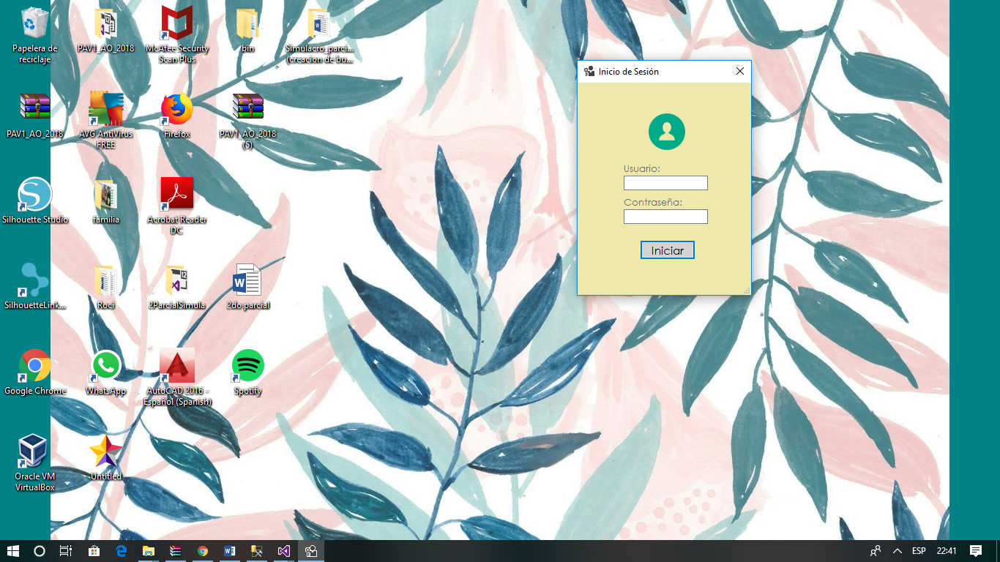 Papelera de
reciclaje
PAV1_AO_2018
McAfee Security
Scan Plus
bin
Simulacro_parci...
(creacion de bu...
PAV1_AO_2018
AVG AntiVirus
FREE
Firefox
PAV1_AO_2018
(5)
Silhouette Studio
familia
Acrobat Reader
DC
SilhouetteLink...
Roci
2ParcialSimula
2do parcial
Google Chrome
WhatsApp
AutoCAD 2016 -
Español (Spanish)
Spotify
Oracle VM
VirtualBox
Untitled
Inicio de Sesión
Usuario:
Contraseña:
Iniciar
ESP
22:41